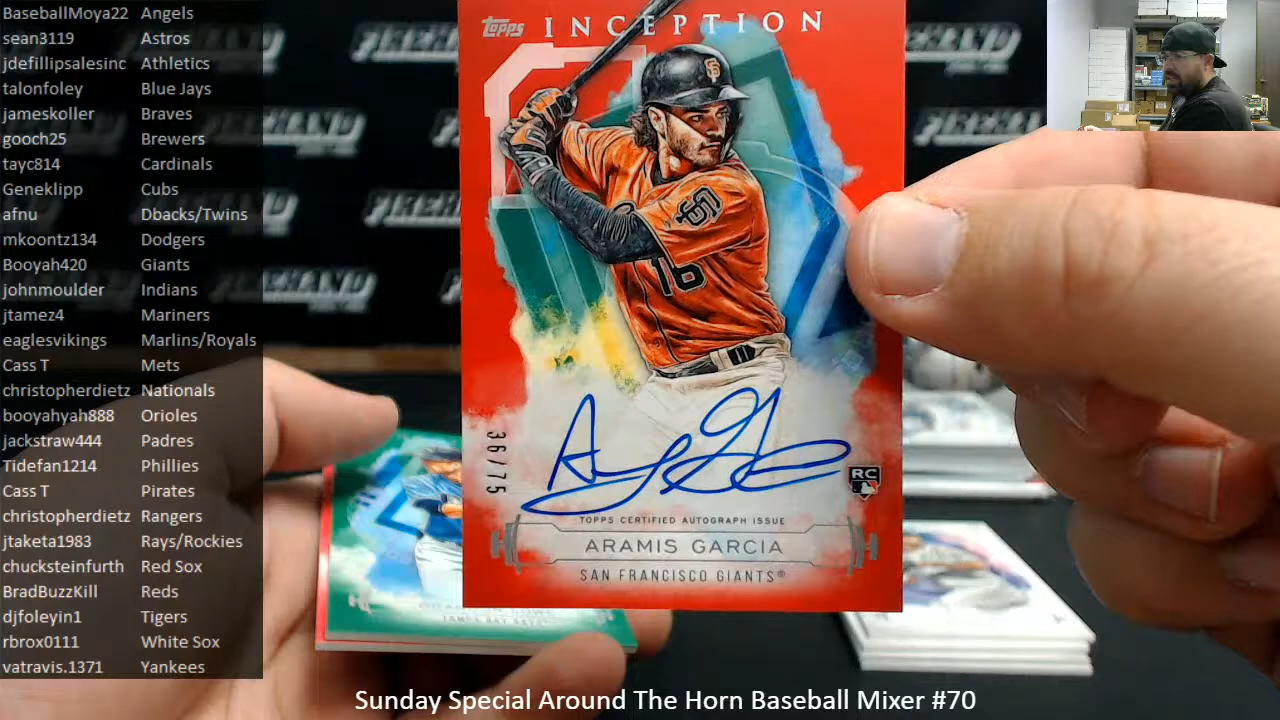 BaseballMoya22 Angels
sean3119 Astros
jdefillipsalesinc Athletics
talonfoley Blue Jays
jameskoller Braves
gooch25 Brewers
tayc814 Cardinals
Geneklipp Cubs
afnu Dbacks/Twins
mkoontz134 Dodgers
Booyah420 Giants
johnmoulder Indians
jtamez4 Mariners
eaglesvikings Marlins/Royals
Cass T Mets
christopherdietz Nationals
booyahyah888 Orioles
jackstraw444 Padres
Tidefan1214 Phillies
Cass T Pirates
christopherdietz Rangers
jtaketa1983 Rays/Rockies
chucksteinfurth Red Sox
BradBuzzKill Reds
djfoleyin1 Tigers
rbrox0111 White Sox
vatravis.1371 Yankees
Topps INCEPTION
SF
16
36/75
RC
TOPPS CERTIFIED AUTOGRAPH ISSUE
ARAMIS GARCIA
SAN FRANCISCO GIANTS®
FIREHAND
TAMPA BAY RAYS
Sunday Special Around The Horn Baseball Mixer #70